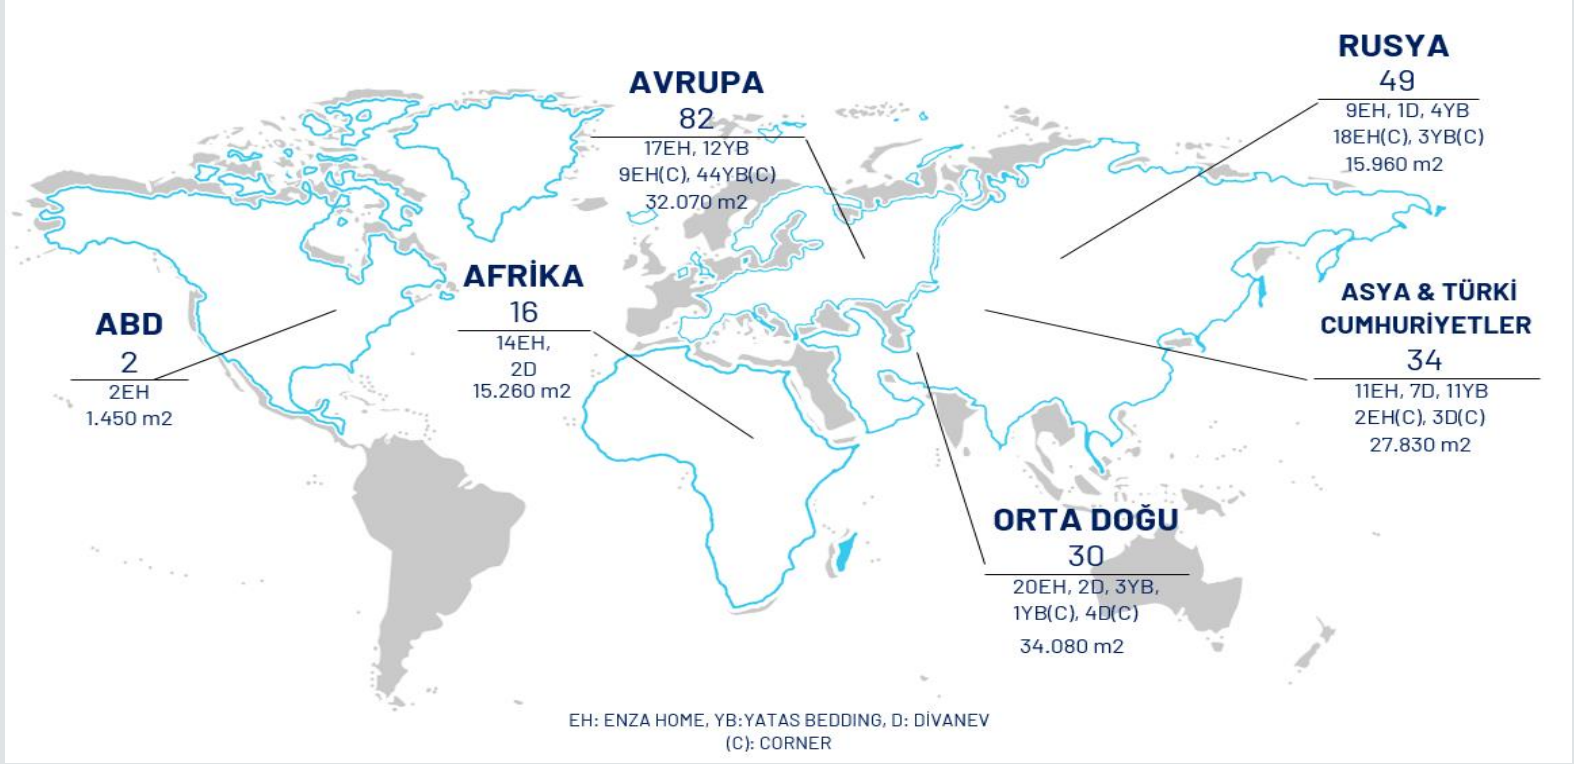 RUSYA
49
9EH, 1D, 4YB
18EH(C), 3YB(C)
15.960 m2
AVRUPA
82
17EH, 12YB
9EH(C), 44YB(C)
32.070 m2
AFRİKA
16
14EH,
2D
15.260 m2
ABD
2
2EH
1.450 m2
ASYA & TÜRKİ
CUMHURİYETLER
34
11EH, 7D, 11YB
2EH(C), 3D(C)
27.830 m2
ORTA DOĞU
30
20EH, 2D, 3YB,
1YB(C), 4D(C)
34.080 m2
EH: ENZA HOME, YB:YATAS BEDDING, D: DİVANEV
(C): CORNER